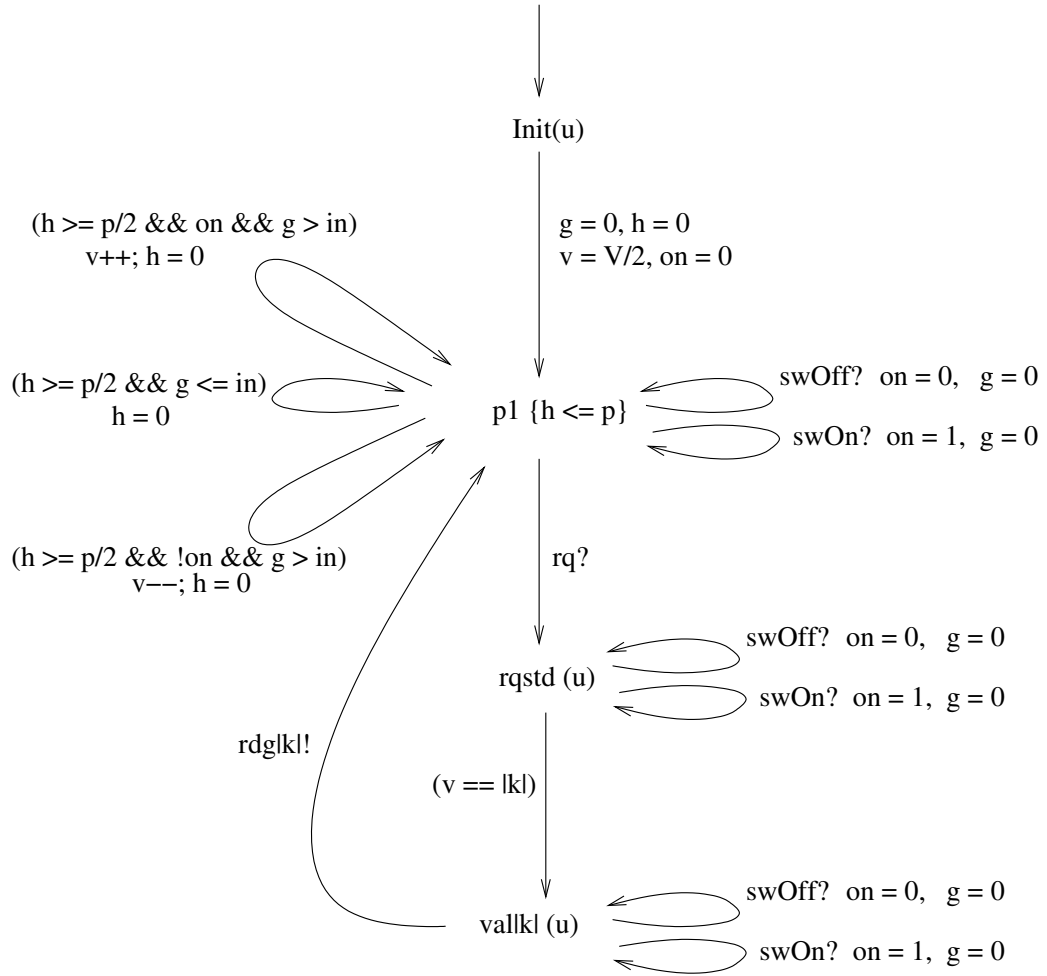 Init(u)
(h >= p/2 && on && g > in)
v++; h = 0
g = 0, h = 0
v = V/2, on = 0
(h >= p/2 && g <= in)
h = 0
p1 {h <= p}
swOff? on = 0, g = 0
swOn? on = 1, g = 0
(h >= p/2 && !on && g > in)
v−−; h = 0
rq?
swOff? on = 0, g = 0
rqstd (u)
swOn? on = 1, g = 0
rdg|k|!
(v == |k|)
swOff? on = 0, g = 0
val|k| (u)
swOn? on = 1, g = 0